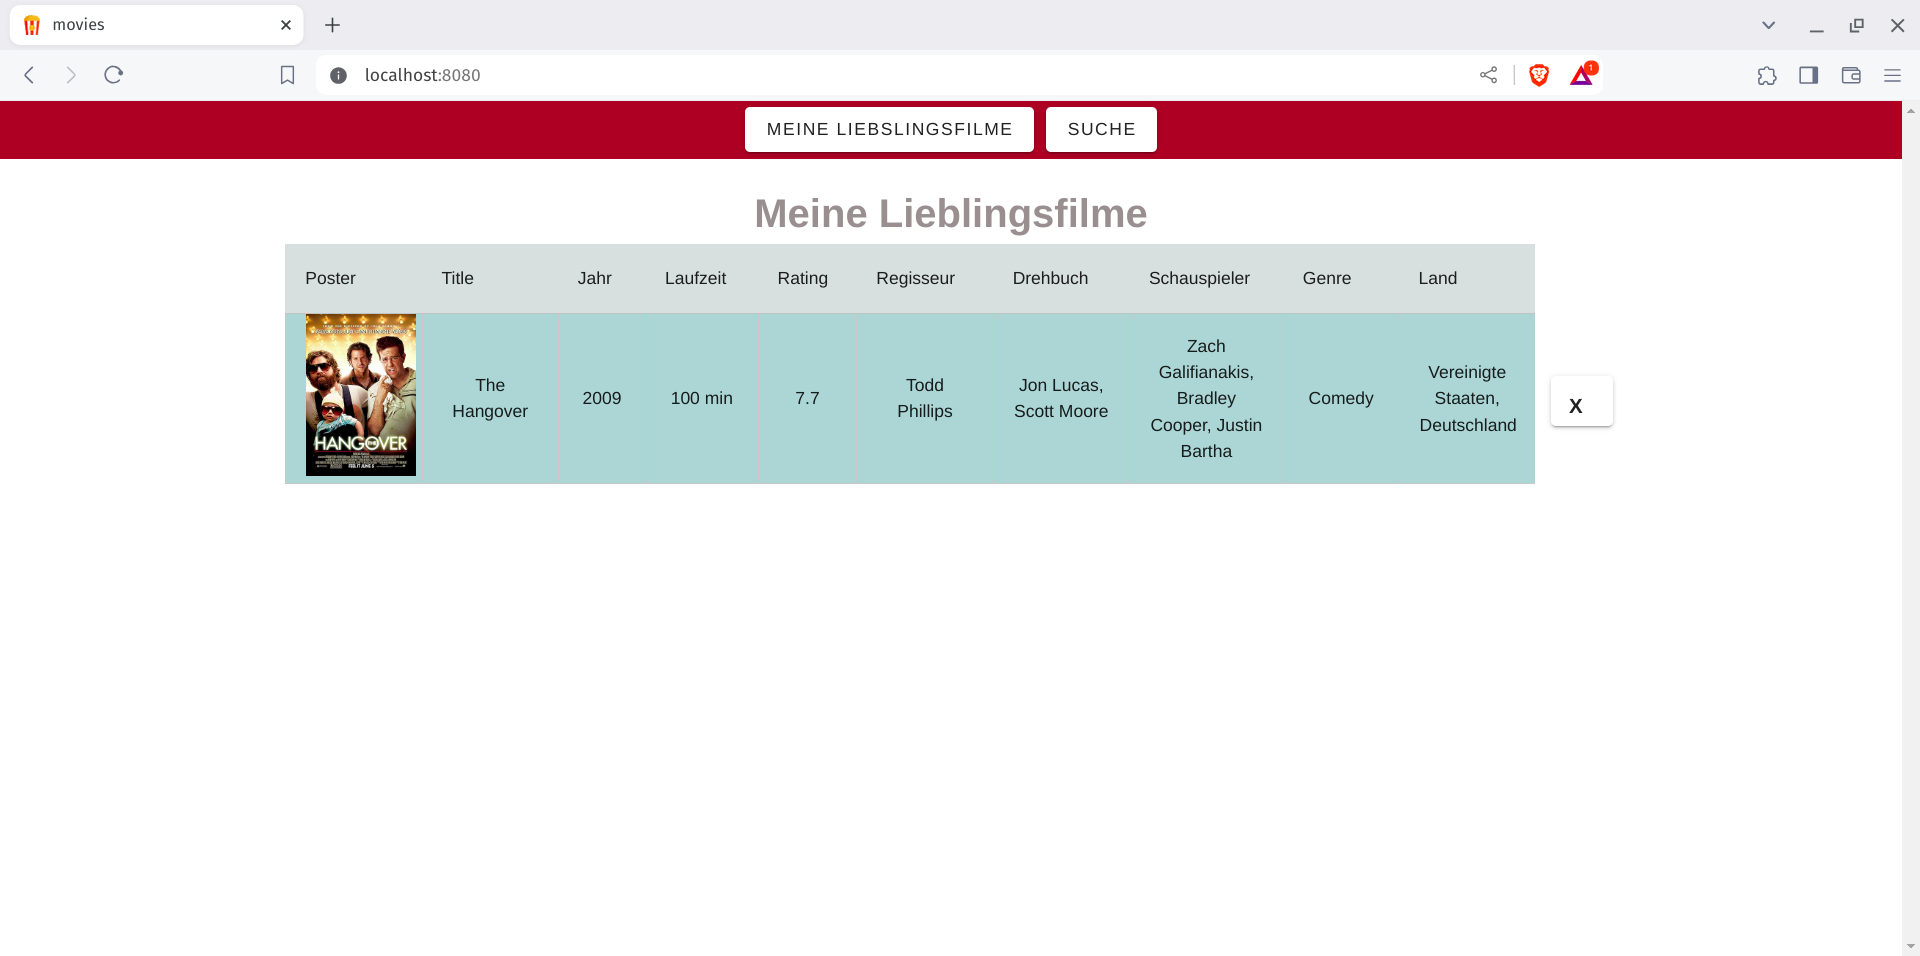 movies
localhost:8080
1
MEINE LIEBSLINGSFILME SUCHE
Meine Lieblingsfilme
Poster Title Jahr Laufzeit Rating Regisseur Drehbuch Schauspieler Genre Land
THE
HANGOVER
The
Hangover
2009
100 min
7.7
Todd
Phillips
Jon Lucas,
Scott Moore
Zach
Galifianakis,
Bradley
Cooper, Justin
Bartha
Comedy
Vereinigte
Staaten,
Deutschland
X